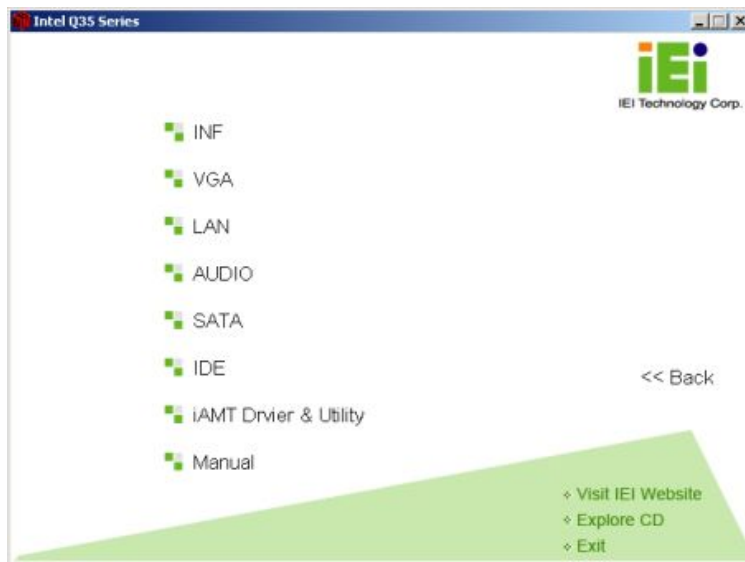 Intel Q35 Series
iEi
IEI Technology Corp.
INF
VGA
LAN
AUDIO
SATA
IDE
<< Back
iAMT Drvier & Utility
Manual
Visit IEI Website
Explore CD
Exit